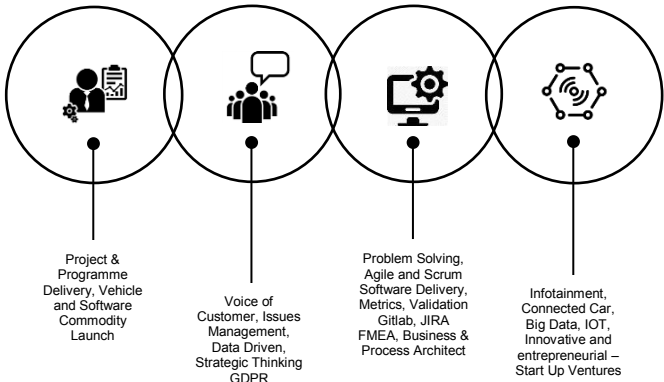 Project &
Programme
Delivery, Vehicle
and Software
Commodity
Launch
Voice of
Customer, Issues
Management,
Data Driven,
Strategic Thinking
GDPR
Problem Solving,
Agile and Scrum
Software Delivery,
Metrics, Validation
Gitlab, JIRA
FMEA, Business &
Process Architect
Infotainment,
Connected Car,
Big Data, IOT,
Innovative and
entrepreneurial –
Start Up Ventures